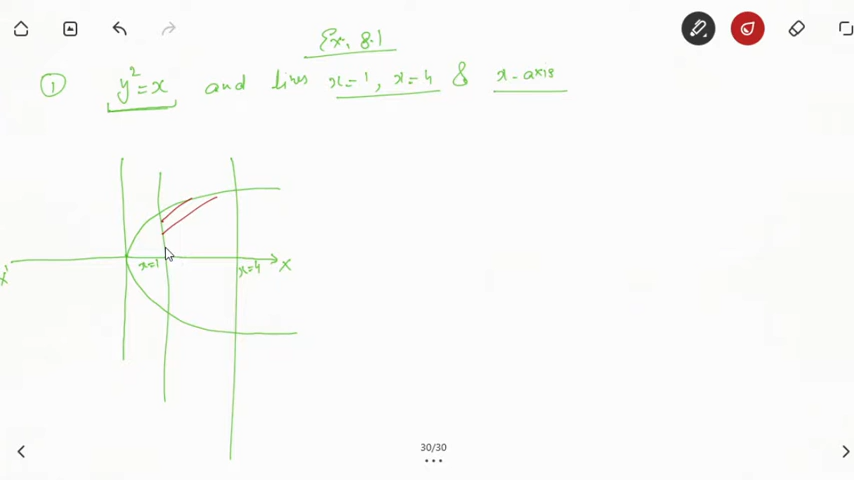 Ex. 8.1
① y² = x and lines x=1, x=4 & x-axis
x=1
x=4
X
X'
30/30